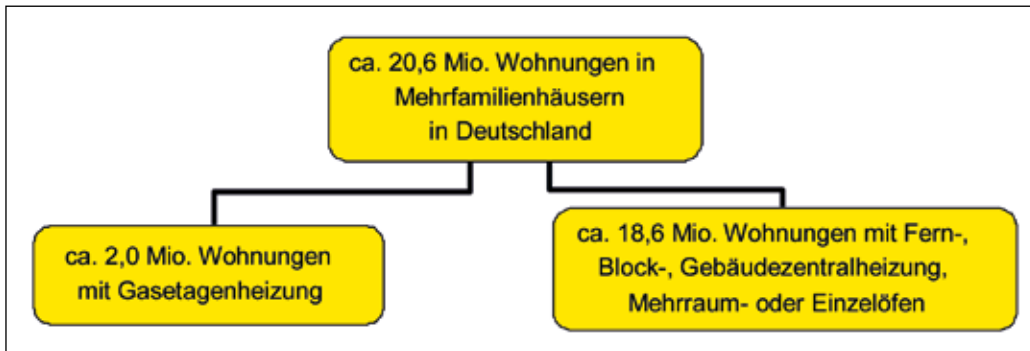 ca. 20,6 Mio. Wohnungen in
Mehrfamilienhäusern
in Deutschland
ca. 2,0 Mio. Wohnungen
mit Gasetagenheizung
ca. 18,6 Mio. Wohnungen mit Fern-,
Block-, Gebäudezentralheizung,
Mehrraum- oder Einzelöfen